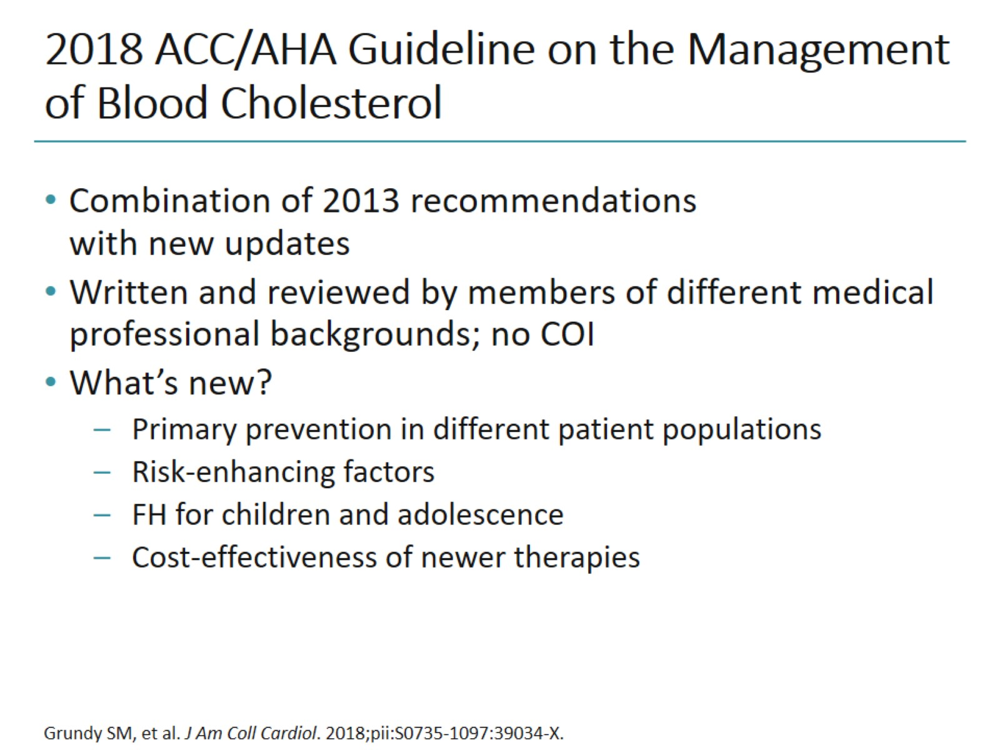 2018 ACC/AHA Guideline on the Management
of Blood Cholesterol
• Combination of 2013 recommendations
with new updates
• Written and reviewed by members of different medical
professional backgrounds; no COI
• What’s new?
– Primary prevention in different patient populations
– Risk-enhancing factors
– FH for children and adolescence
– Cost-effectiveness of newer therapies
Grundy SM, et al. J Am Coll Cardiol. 2018;pii:S0735-1097:39034-X.